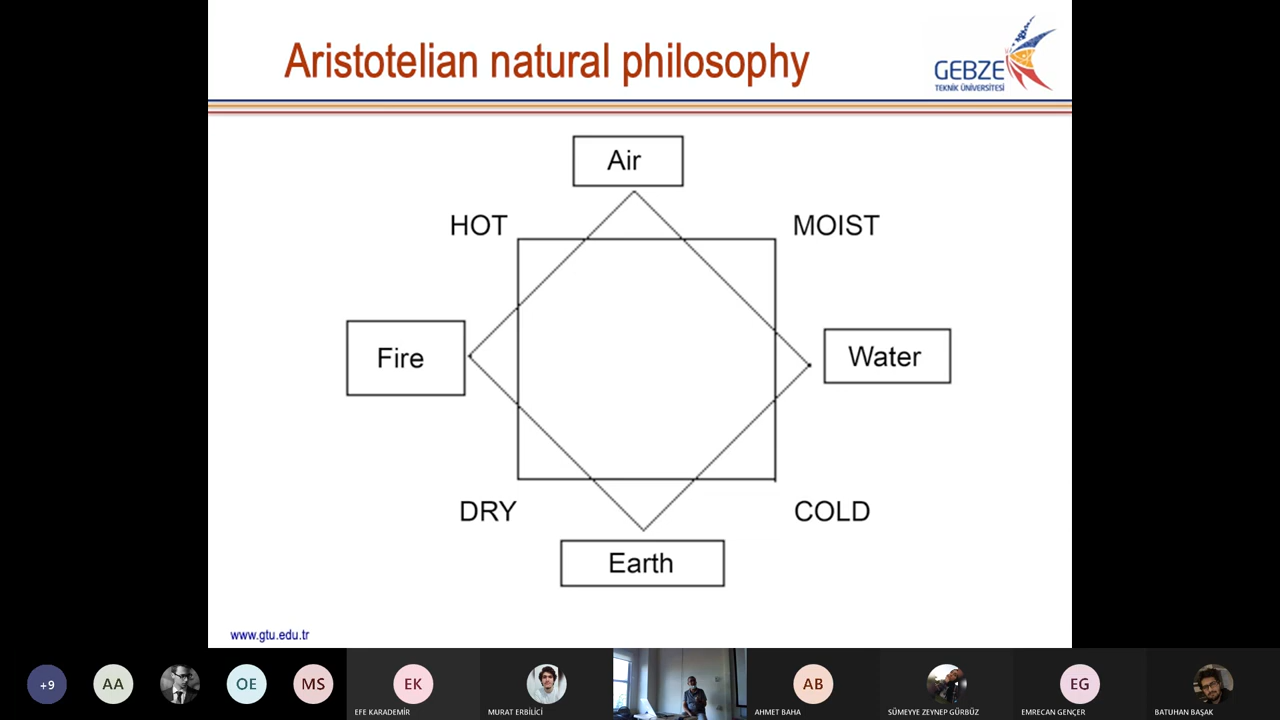 Aristotelian natural philosophy
GEBZE
TEKNİK ÜNİVERSİTESİ
Air
HOT
MOIST
Fire
Water
DRY
COLD
Earth
www.gtu.edu.tr
+9
AA
OE
MS
EK
AB
EG
EFE KARADEMİR
MURAT ERBİLİCİ
AHMET BAHA
SÜMEYYE ZEYNEP GÜRBÜZ
EMRECAN GENÇER
BATUHAN BAŞAK